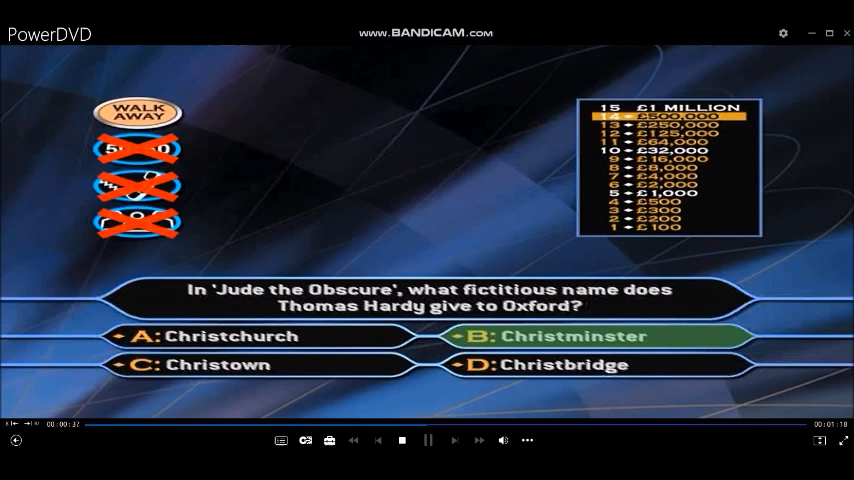 PowerDVD
www.BANDICAM.com
WALK
AWAY
15 £1 MILLION
14 £500,000
13 £250,000
12 £125,000
11 £64,000
10 £32,000
9 £16,000
8 £8,000
7 £4,000
6 £2,000
5 £1,000
4 £500
3 £300
2 £200
1 £100
In 'Jude the Obscure', what fictitious name does
Thomas Hardy give to Oxford?
A: Christchurch
B: Christminster
C: Christown
D: Christbridge
00:00:37
00:01:18